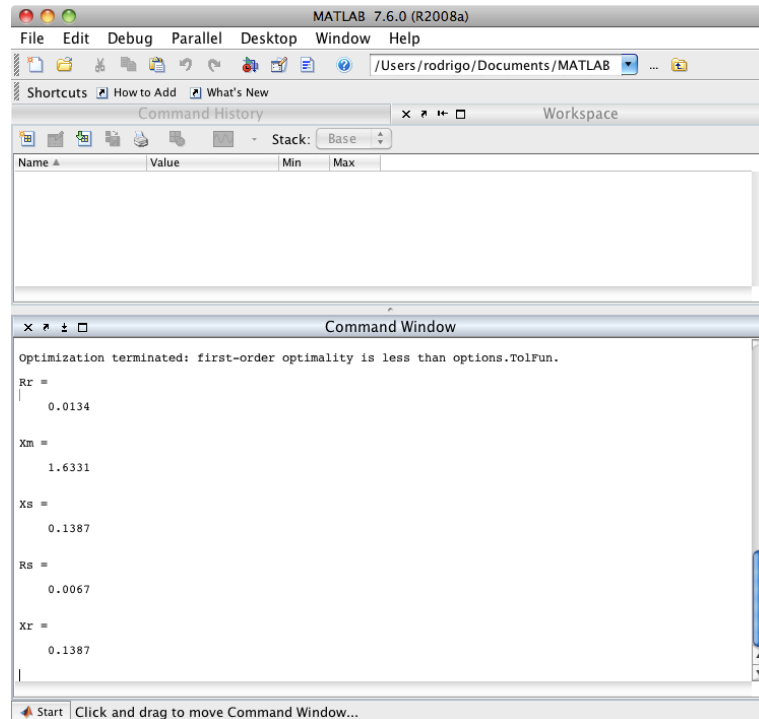 MATLAB 7.6.0 (R2008a)
File Edit Debug Parallel Desktop Window Help
/Users/rodrigo/Documents/MATLAB ...
Shortcuts How to Add What's New
Command History Workspace
Stack: Base
Name Value Min Max
Command Window
Optimization terminated: first-order optimality is less than options.TolFun.
Rr =
0.0134
Xm =
1.6331
Xs =
0.1387
Rs =
0.0067
Xr =
0.1387
Start Click and drag to move Command Window...